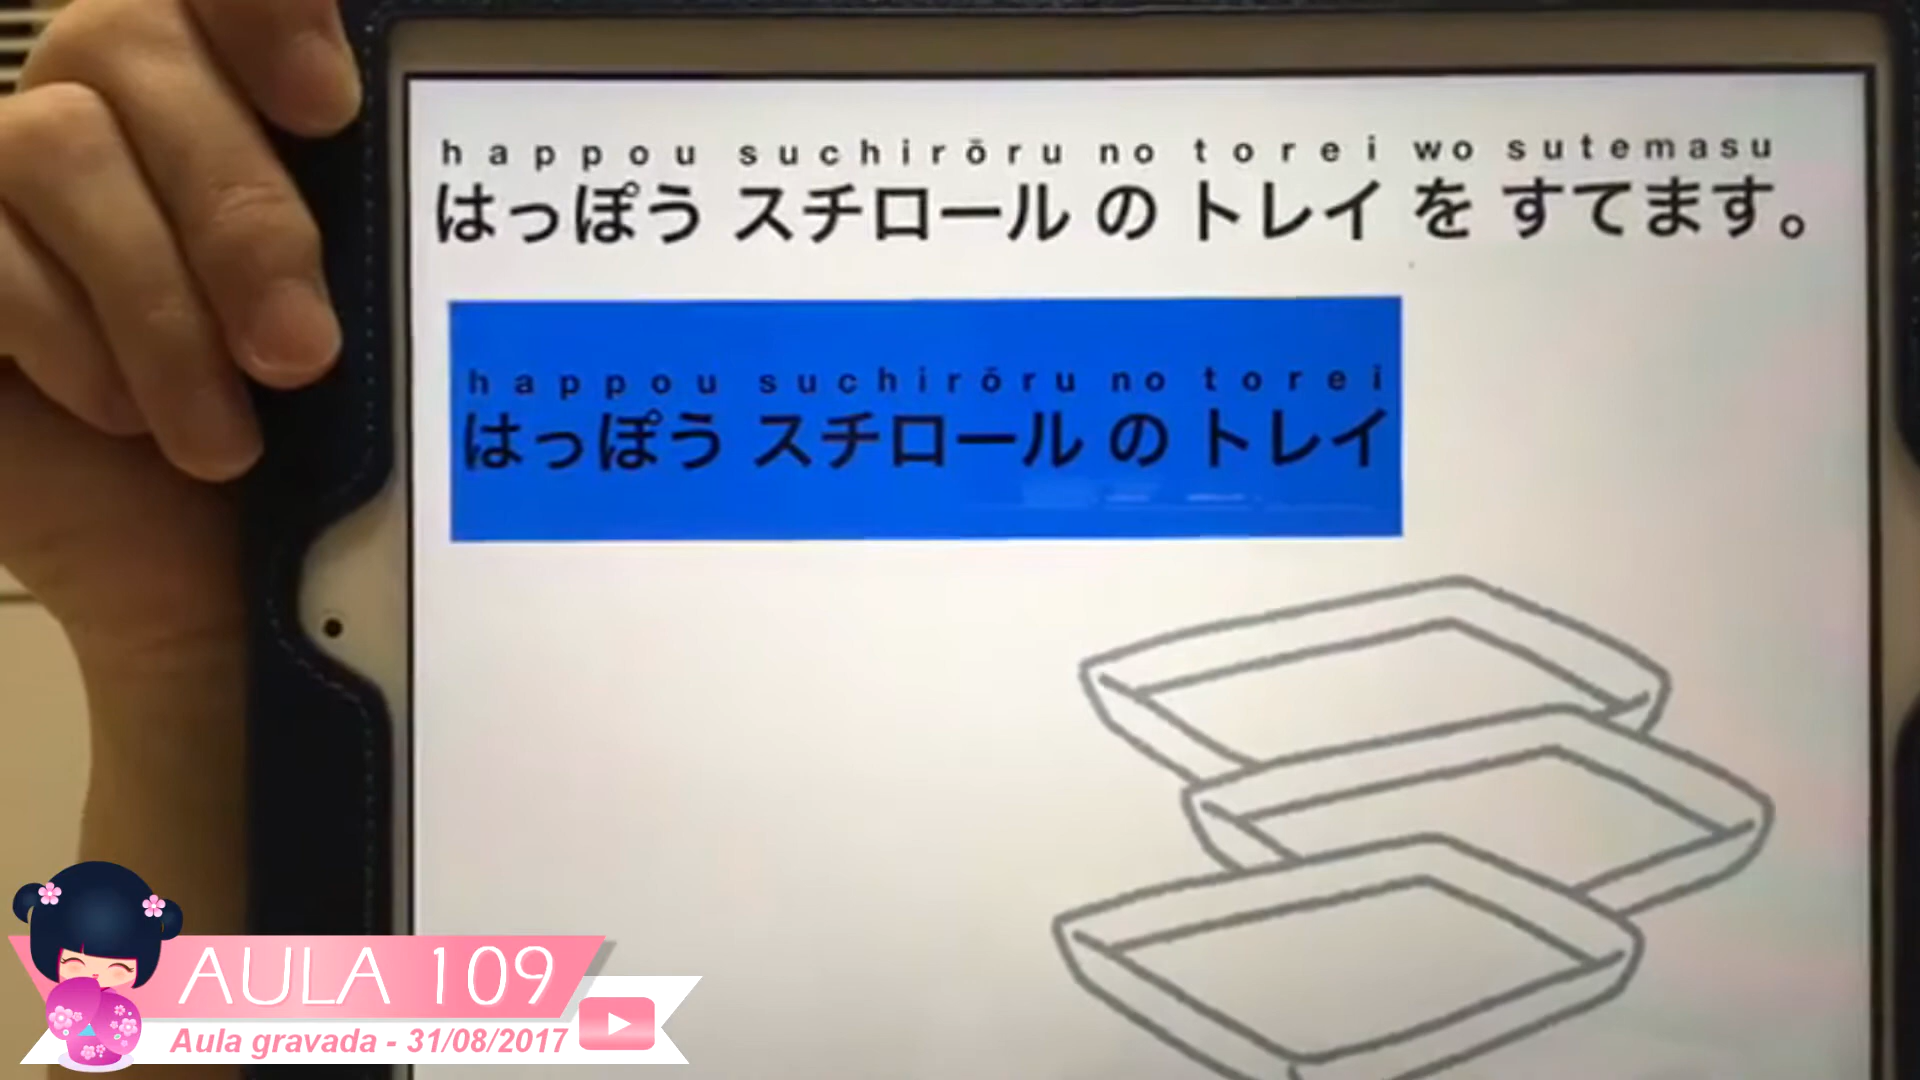 happou suchirōru no torei wo sutemasu
はっぽう スチロール の トレイ を すてます。
happou suchirōru no torei
はっぽう スチロール の トレイ
AULA 109
Aula gravada - 31/08/2017